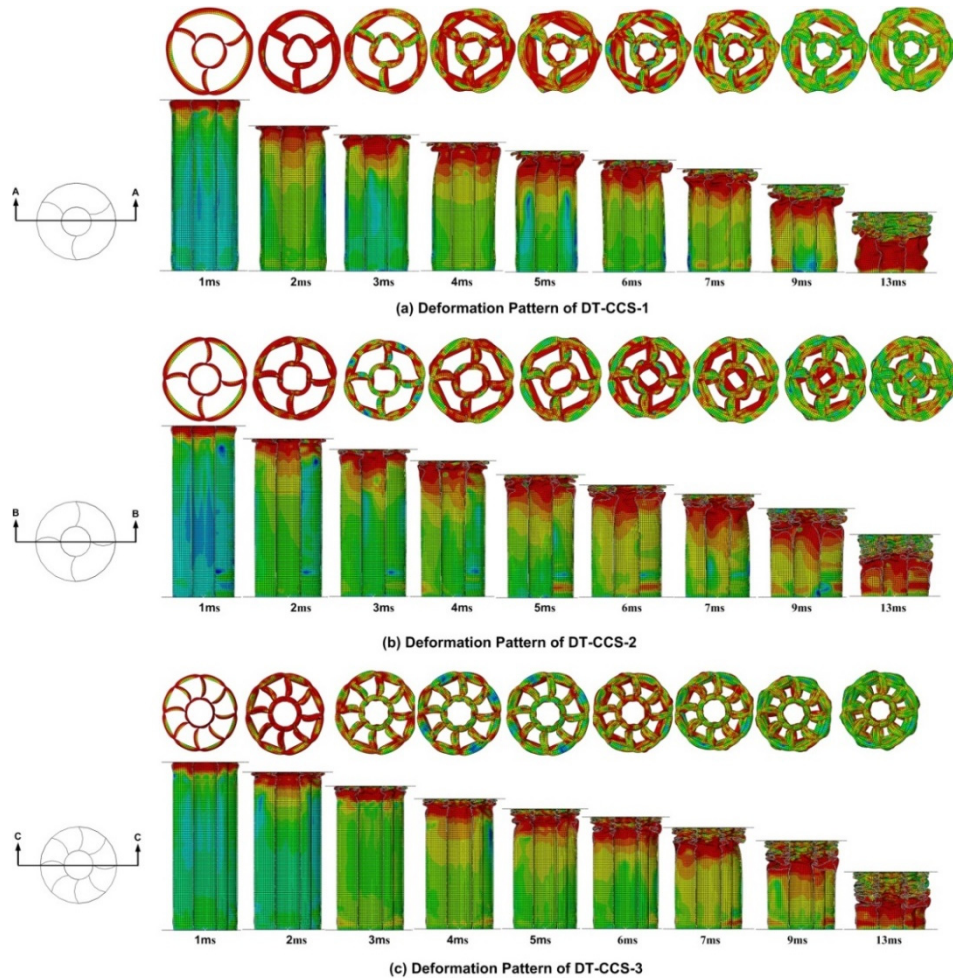 A A
1ms 2ms 3ms 4ms 5ms 6ms 7ms 9ms 13ms
(a) Deformation Pattern of DT-CCS-1
B B
1ms 2ms 3ms 4ms 5ms 6ms 7ms 9ms 13ms
(b) Deformation Pattern of DT-CCS-2
C C
1ms 2ms 3ms 4ms 5ms 6ms 7ms 9ms 13ms
(c) Deformation Pattern of DT-CCS-3